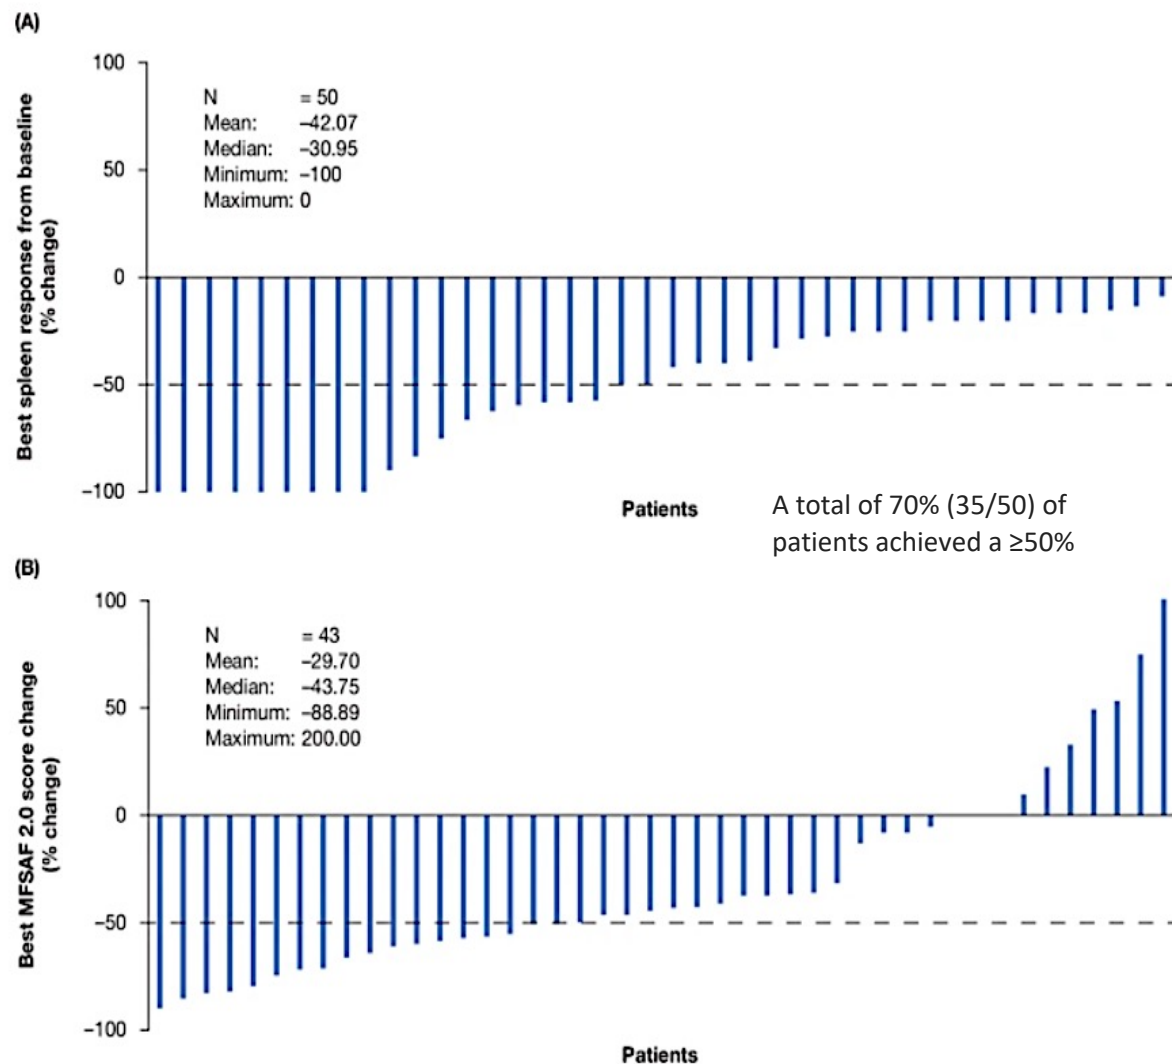 (A)
Best spleen response from baseline
(% change)
100
50
0
−50
−100
N = 50
Mean: −42.07
Median: −30.95
Minimum: −100
Maximum: 0
Patients
A total of 70% (35/50) of
patients achieved a ≥50%
(B)
Best MFSAF 2.0 score change
(% change)
100
50
0
−50
−100
N = 43
Mean: −29.70
Median: −43.75
Minimum: −88.89
Maximum: 200.00
Patients